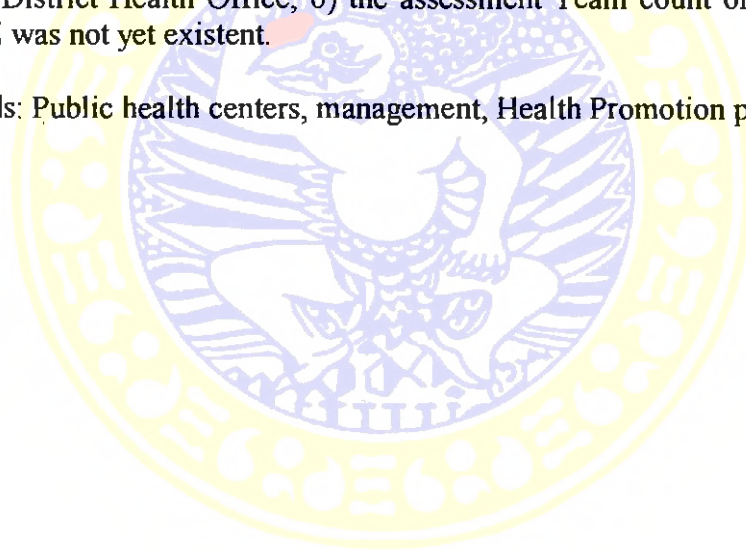 District Health Office, 6) the assessment Team count of
was not yet existent.
ls: Public health centers, management, Health Promotion p